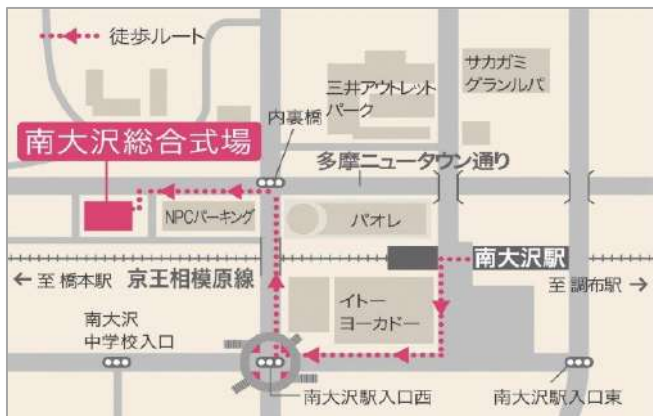 徒歩ルート
サカガミ
グランルパ
三井アウトレット
パーク
内裏橋
南大沢総合式場
多摩ニュータウン通り
NPCパーキング
パオレ
南大沢駅
← 至 橋本駅
京王相模原線
至 調布駅 →
イトー
ヨーカドー
南大沢
中学校入口
南大沢駅入口西
南大沢駅入口東